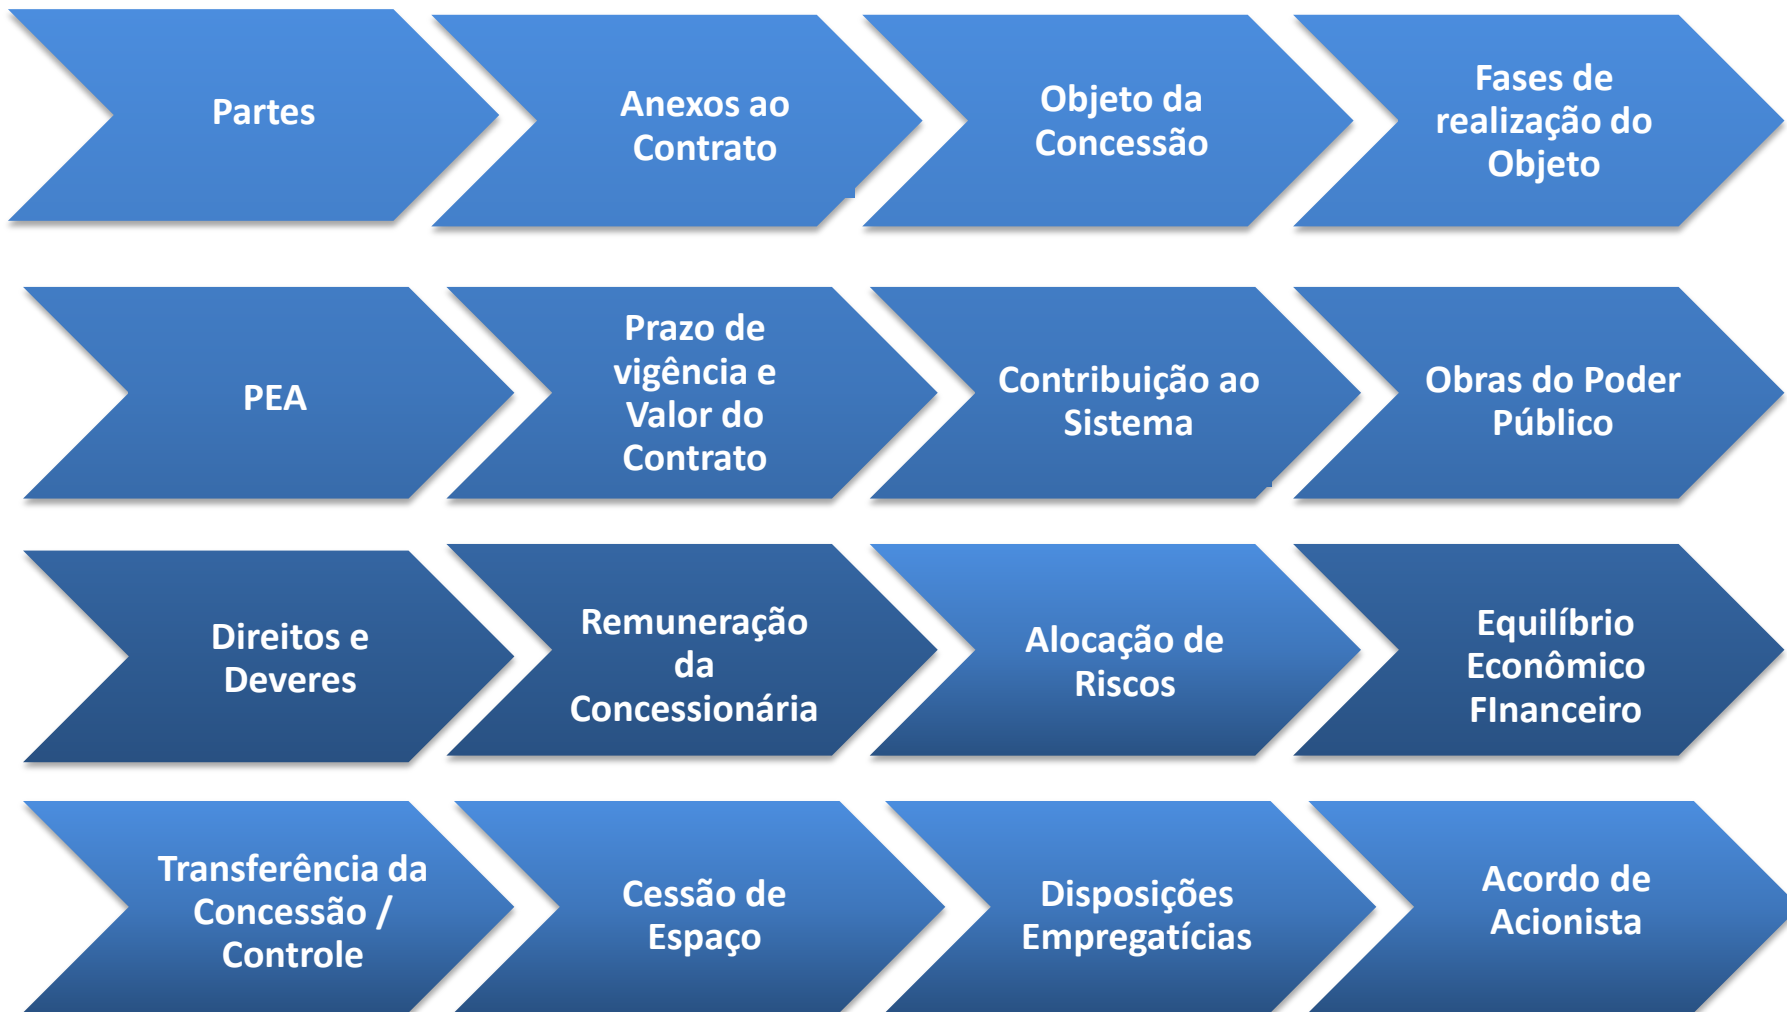 Partes
Anexos ao
Contrato
Objeto da
Concessão
Fases de
realização do
Objeto
PEA
Prazo de
vigência e
Valor do
Contrato
Contribuição ao
Sistema
Obras do Poder
Público
Direitos e
Deveres
Remuneração
da
Concessionária
Alocação de
Riscos
Equilíbrio
Econômico
FInanceiro
Transferência da
Concessão /
Controle
Cessão de
Espaço
Disposições
Empregatícias
Acordo de
Acionista